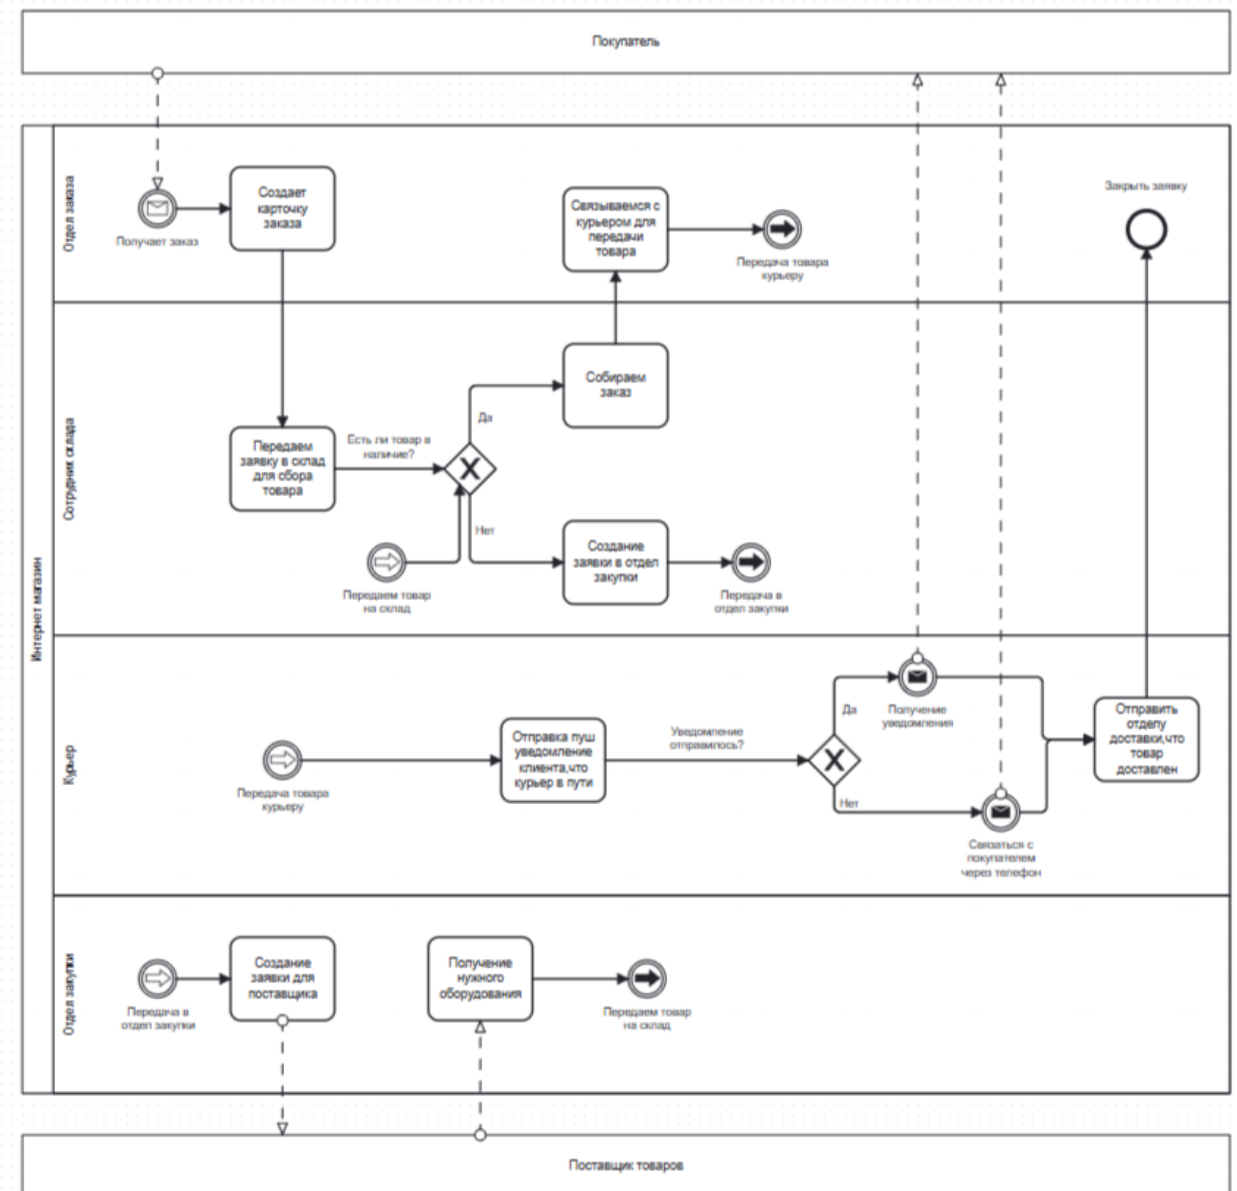 Покупатель
Интернет магазин
Отдел заказа
Получает заказ
Создает
карточку
заказа
Связываемся с
курьером для
передачи
товара
Передача товара
курьеру
Закрыть заявку
Сотрудник склада
Передаем
заявку в склад
для сбора
товара
Есть ли товар в
наличие?
Да
Нет
Собираем
заказ
Передаем товар
на склад
Создание
заявки в отдел
закупки
Передача в
отдел закупки
Курьер
Передача товара
курьеру
Отправка пуш
уведомление
клиента,что
курьер в пути
Уведомление
отправилось?
Да
Нет
Получение
уведомления
Связаться с
покупателем
через телефон
Отправить
отделу
доставки,что
товар
доставлен
Отдел закупки
Передача в
отдел закупки
Создание
заявки для
поставщика
Получение
нужного
оборудования
Передаем товар
на склад
Поставщик товаров